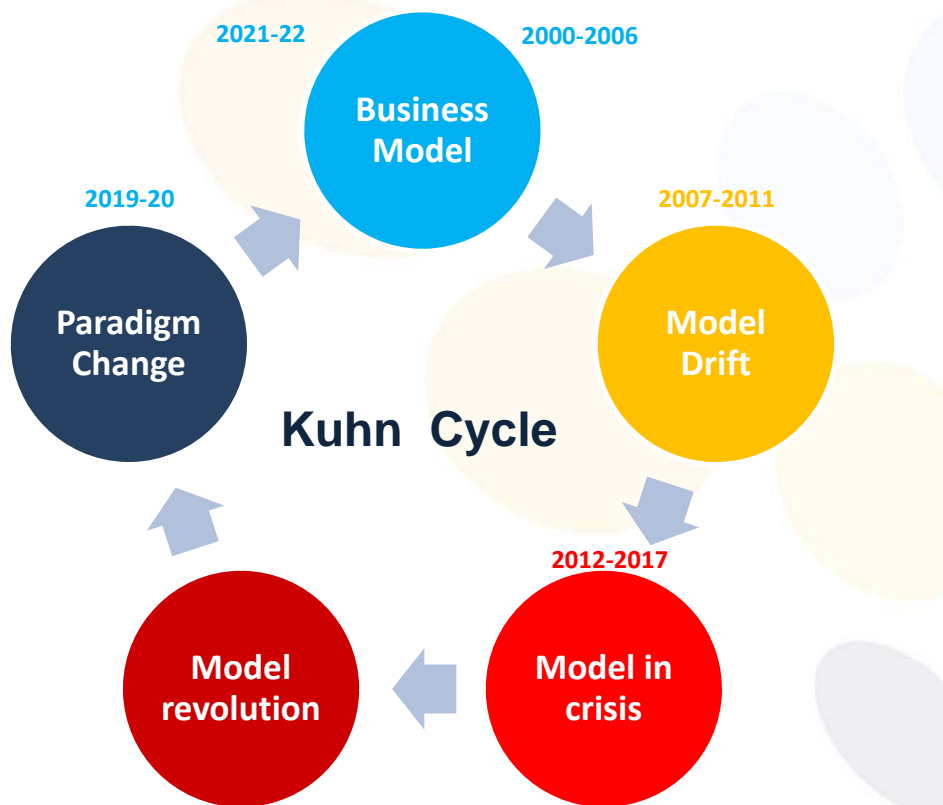 2021-22
2000-2006
Business
Model
2019-20
2007-2011
Paradigm
Change
Model
Drift
Kuhn Cycle
2012-2017
Model
revolution
Model in
crisis